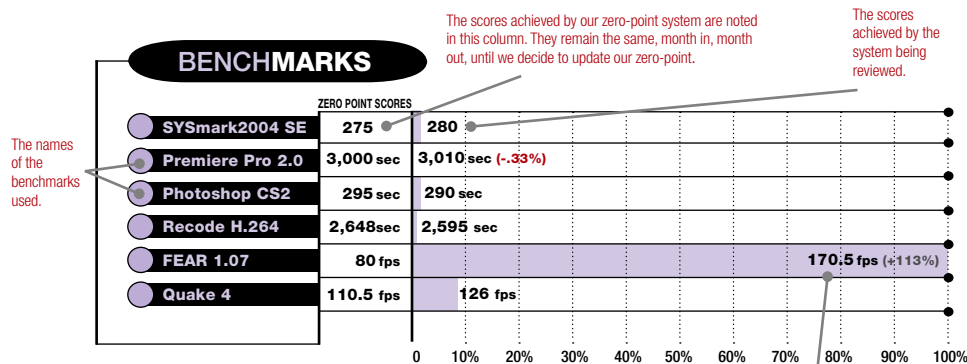 The scores achieved by our zero-point system are noted
in this column. They remain the same, month in, month
out, until we decide to update our zero-point.
The scores
achieved by the
system being
reviewed.
BENCHMARKS
ZERO POINT SCORES
SYSmark2004 SE 275 280
Premiere Pro 2.0 3,000 sec 3,010 sec (-.33%)
Photoshop CS2 295 sec 290 sec
Recode H.264 2,648sec 2,595 sec
FEAR 1.07 80 fps 170.5 fps (+113%)
Quake 4 110.5 fps 126 fps
The names
of the
benchmarks
used.
0 10% 20% 30% 40% 50% 60% 70% 80% 90% 100%